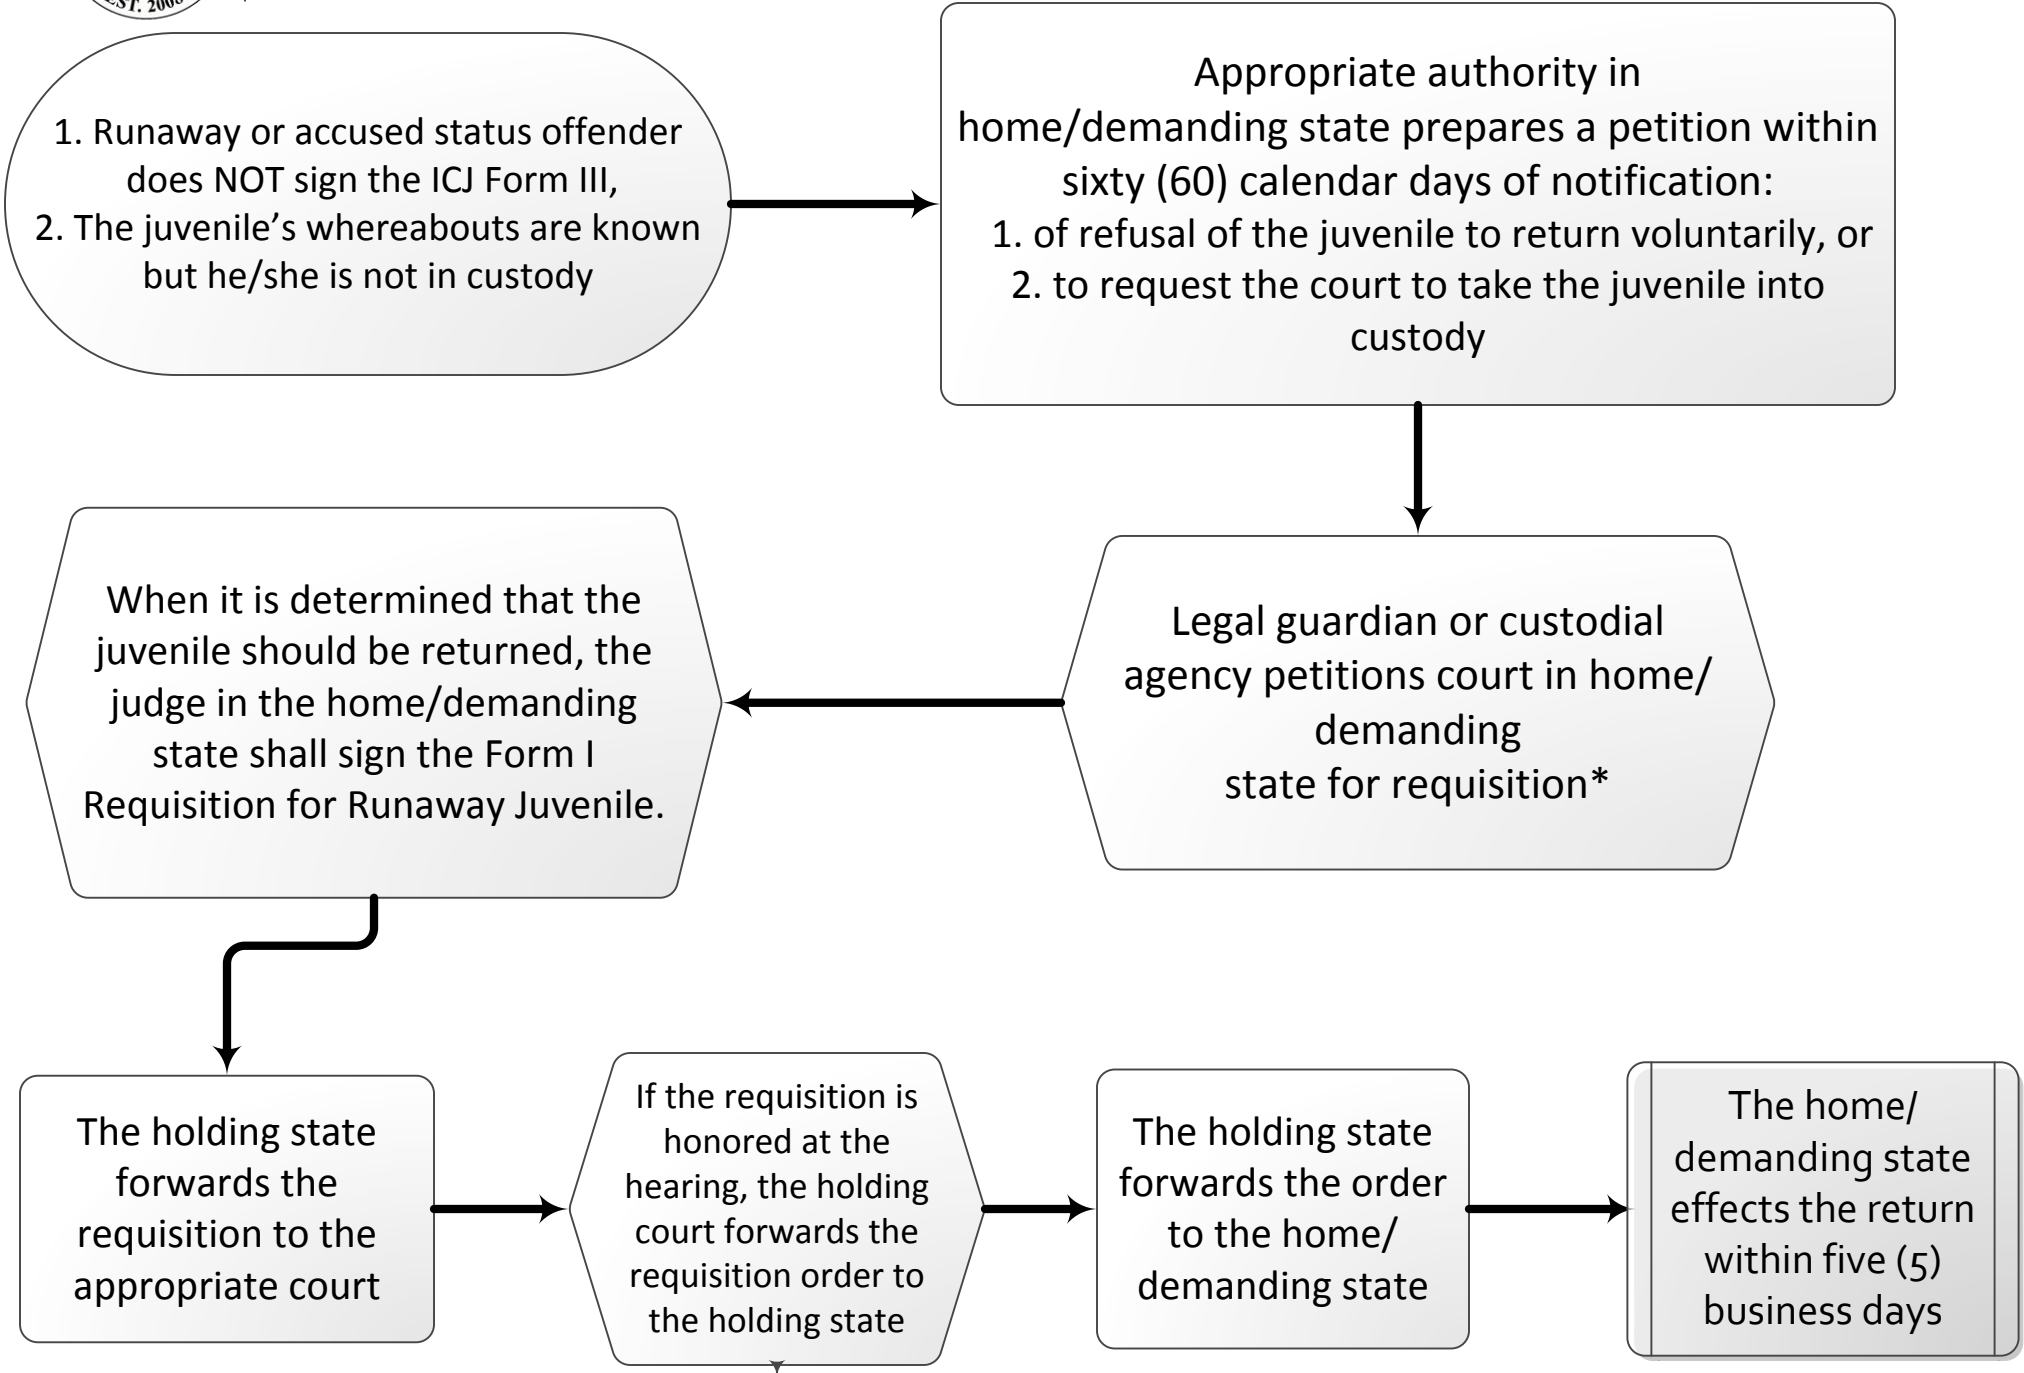 EST. 2008
1. Runaway or accused status offender
does NOT sign the ICJ Form III,
2. The juvenile’s whereabouts are known
but he/she is not in custody
Appropriate authority in
home/demanding state prepares a petition within
sixty (60) calendar days of notification:
1. of refusal of the juvenile to return voluntarily, or
2. to request the court to take the juvenile into
custody
Legal guardian or custodial
agency petitions court in home/
demanding
state for requisition*
When it is determined that the
juvenile should be returned, the
judge in the home/demanding
state shall sign the Form I
Requisition for Runaway Juvenile.
The holding state
forwards the
requisition to the
appropriate court
If the requisition is
honored at the
hearing, the holding
court forwards the
requisition order to
the holding state
The holding state
forwards the order
to the home/
demanding state
The home/
demanding state
effects the return
within five (5)
business days